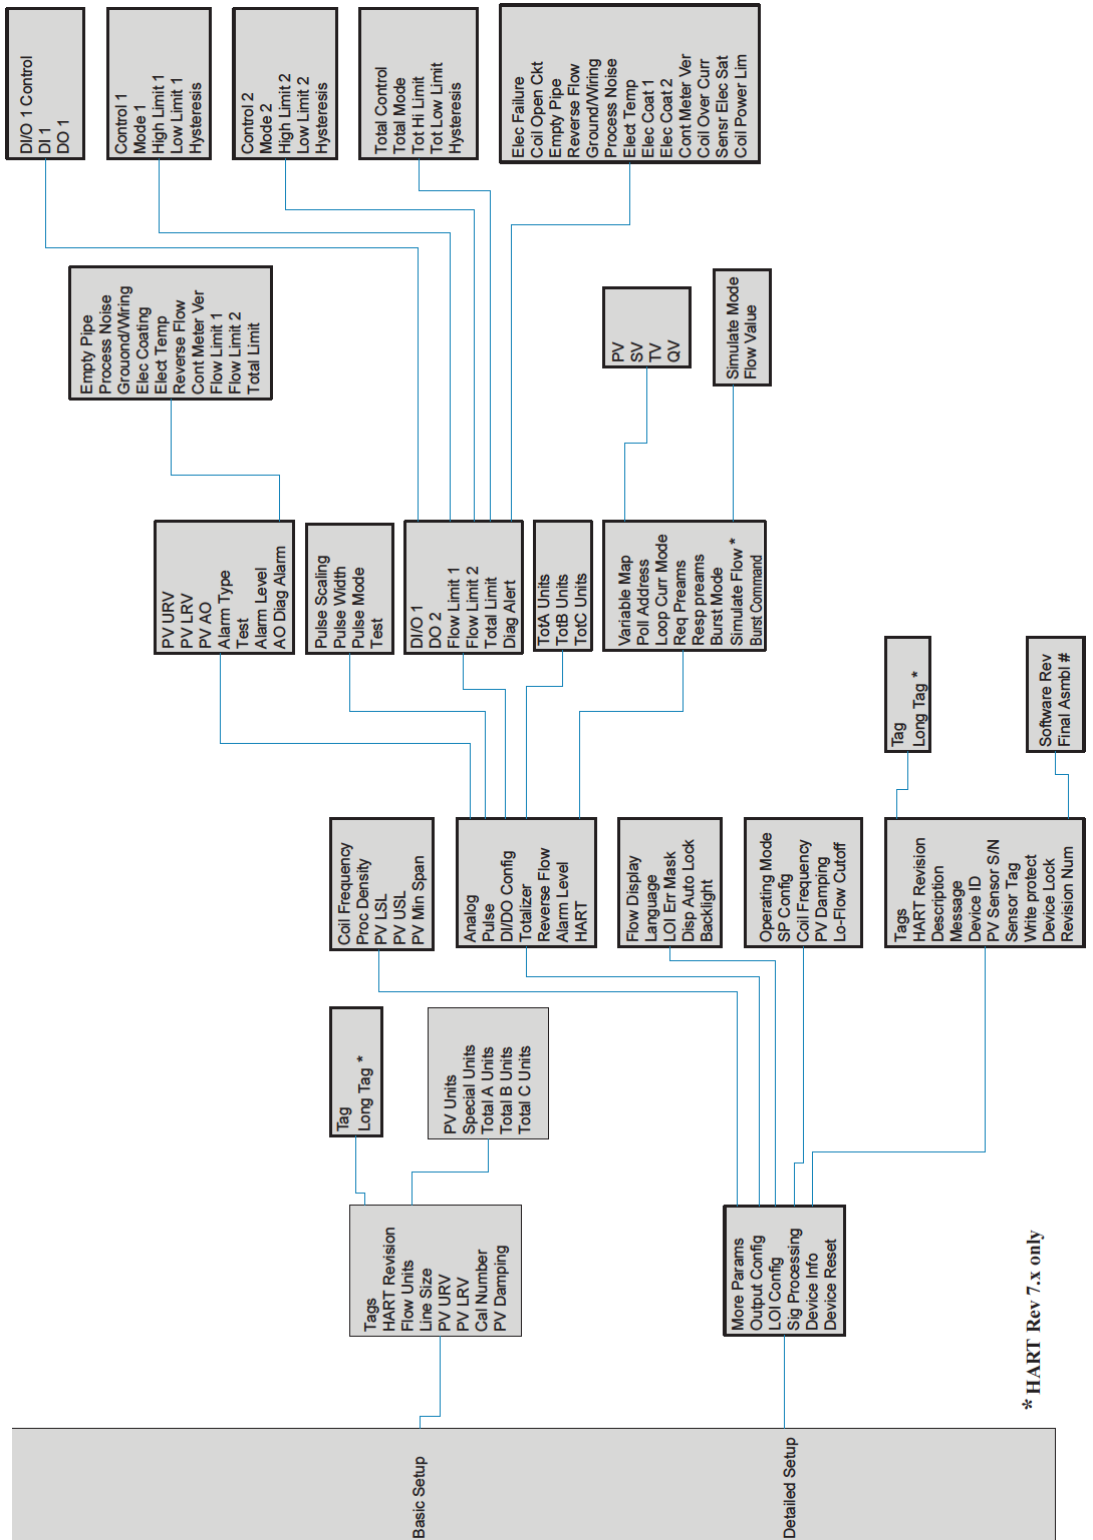 Basic Setup
Detailed Setup
Tags
HART Revision
Flow Units
Line Size
PV URV
PV LRV
Cal Number
PV Damping
More Params
Output Config
LOI Config
Sig Processing
Device Info
Device Reset
Tag
Long Tag *
PV Units
Special Units
Total A Units
Total B Units
Total C Units
Coil Frequency
Proc Density
PV LSL
PV USL
PV Min Span
Analog
Pulse
DI/DO Config
Totalizer
Reverse Flow
Alarm Level
HART
Flow Display
Language
LOI Err Mask
Disp Auto Lock
Backlight
Operating Mode
SP Config
Coil Frequency
PV Damping
Lo-Flow Cutoff
Tags
HART Revision
Description
Message
Device ID
PV Sensor S/N
Sensor Tag
Write protect
Device Lock
Revision Num
PV URV
PV LRV
PV AO
Alarm Type
Test
Alarm Level
AO Diag Alarm
Pulse Scaling
Pulse Width
Pulse Mode
Test
DI/O 1
DO 2
Flow Limit 1
Flow Limit 2
Total Limit
Diag Alert
TotA Units
TotB Units
TotC Units
Variable Map
Poll Address
Loop Curr Mode
Req Preams
Resp preams
Burst Mode
Simulate Flow *
Burst Command
Tag
Long Tag *
Software Rev
Final Asmbl #
Empty Pipe
Process Noise
Grouond/Wiring
Elec Coating
Elect Temp
Reverse Flow
Cont Meter Ver
Flow Limit 1
Flow Limit 2
Total Limit
PV
SV
TV
QV
Simulate Mode
Flow Value
DI/O 1 Control
DI 1
DO 1
Control 1
Mode 1
High Limit 1
Low Limit 1
Hysteresis
Control 2
Mode 2
High Limit 2
Low Limit 2
Hysteresis
Total Control
Total Mode
Tot Hi Limit
Tot Low Limit
Hysteresis
Elec Failure
Coil Open Ckt
Empty Pipe
Reverse Flow
Ground/Wiring
Process Noise
Elect Temp
Elec Coat 1
Elec Coat 2
Cont Meter Ver
Coil Over Curr
Sensr Elec Sat
Coil Power Lim
* HART Rev 7.x only